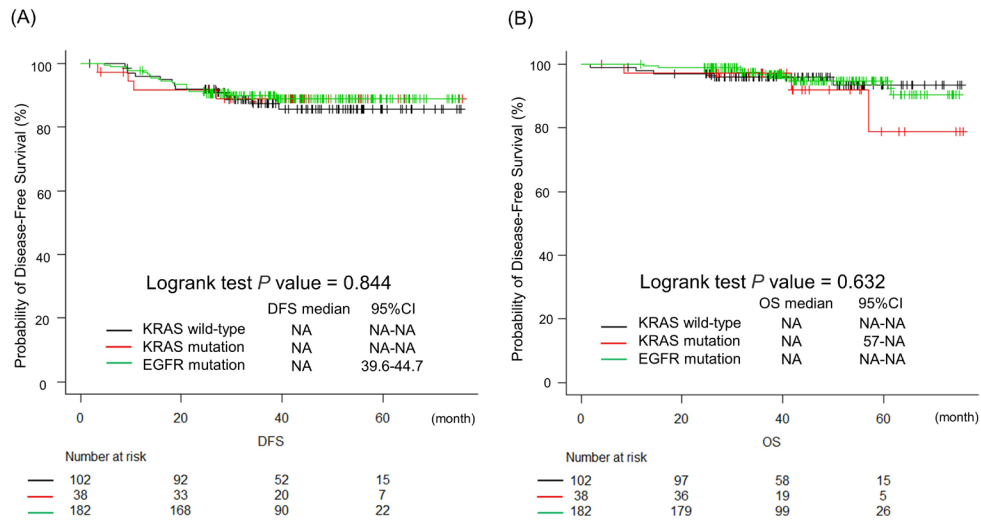 (A)
Probability of Disease-Free Survival (%)
100
80
60
40
20
0
Logrank test P value = 0.844
DFS median 95%CI
KRAS wild-type NA NA-NA
KRAS mutation NA NA-NA
EGFR mutation NA 39.6-44.7
0 20 40 60 (month)
DFS
Number at risk
102 92 52 15
38 33 20 7
182 168 90 22
(B)
Probability of Disease-Free Survival (%)
100
80
60
40
20
0
Logrank test P value = 0.632
OS median 95%CI
KRAS wild-type NA NA-NA
KRAS mutation NA 57-NA
EGFR mutation NA NA-NA
0 20 40 60 (month)
OS
Number at risk
102 97 58 15
38 36 19 5
182 179 99 26